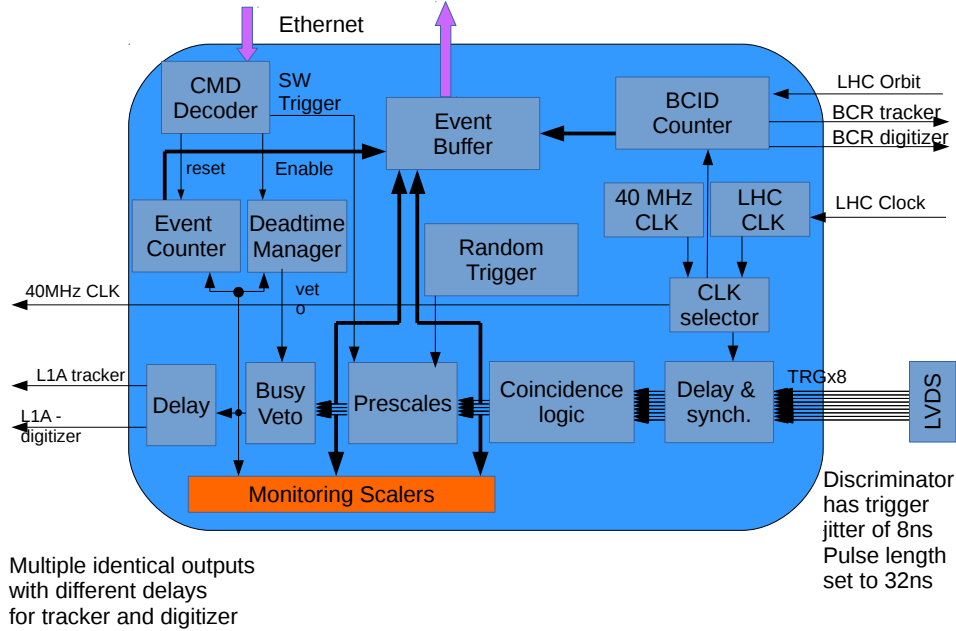 Ethernet
CMD
Decoder
SW
Trigger
Event
Buffer
BCID
Counter
LHC Orbit
BCR tracker
BCR digitizer
reset
Enable
Event
Counter
Deadtime
Manager
40 MHz
CLK
LHC
CLK
LHC Clock
Random
Trigger
40MHz CLK
vet
o
CLK
selector
L1A tracker
L1A -
digitizer
Delay
Busy
Veto
Prescales
Coincidence
logic
Delay &
synch.
TRGx8
LVDS
Monitoring Scalers
Discriminator
has trigger
jitter of 8ns
Pulse length
set to 32ns
Multiple identical outputs
with different delays
for tracker and digitizer